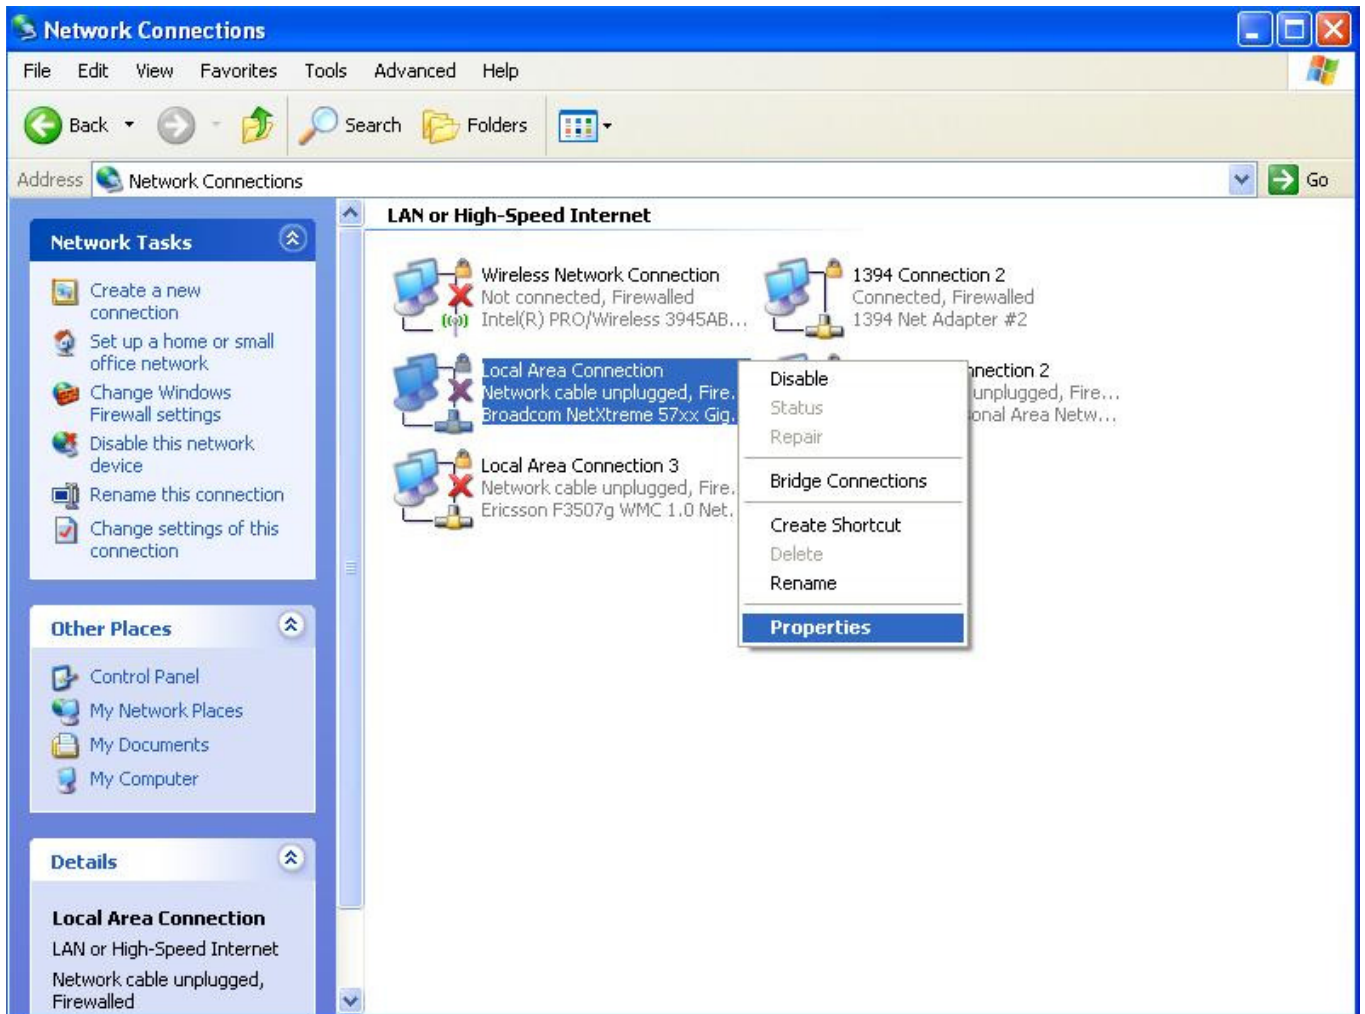 Network Connections
File Edit View Favorites Tools Advanced Help
Back Search Folders
Address Network Connections Go
Network Tasks
Create a new
connection
Set up a home or small
office network
Change Windows
Firewall settings
Disable this network
device
Rename this connection
Change settings of this
connection
Other Places
Control Panel
My Network Places
My Documents
My Computer
Details
Local Area Connection
LAN or High-Speed Internet
Network cable unplugged,
Firewalled
LAN or High-Speed Internet
Wireless Network Connection
Not connected, Firewalled
Intel(R) PRO/Wireless 3945AB...
1394 Connection 2
Connected, Firewalled
1394 Net Adapter #2
Local Area Connection
Network cable unplugged, Fire.
Broadcom NetXtreme 57xx Gig.
nnection 2
unplugged, Fire...
onal Area Netw...
Local Area Connection 3
Network cable unplugged, Fire.
Ericsson F3507g WMC 1.0 Net.
Disable
Status
Repair
Bridge Connections
Create Shortcut
Delete
Rename
Properties